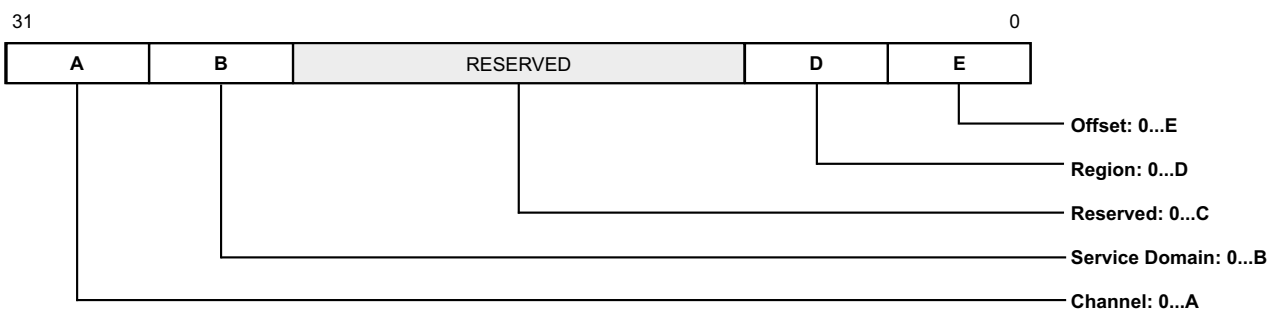 31 0
A B RESERVED D E
Offset: 0...E
Region: 0...D
Reserved: 0...C
Service Domain: 0...B
Channel: 0...A